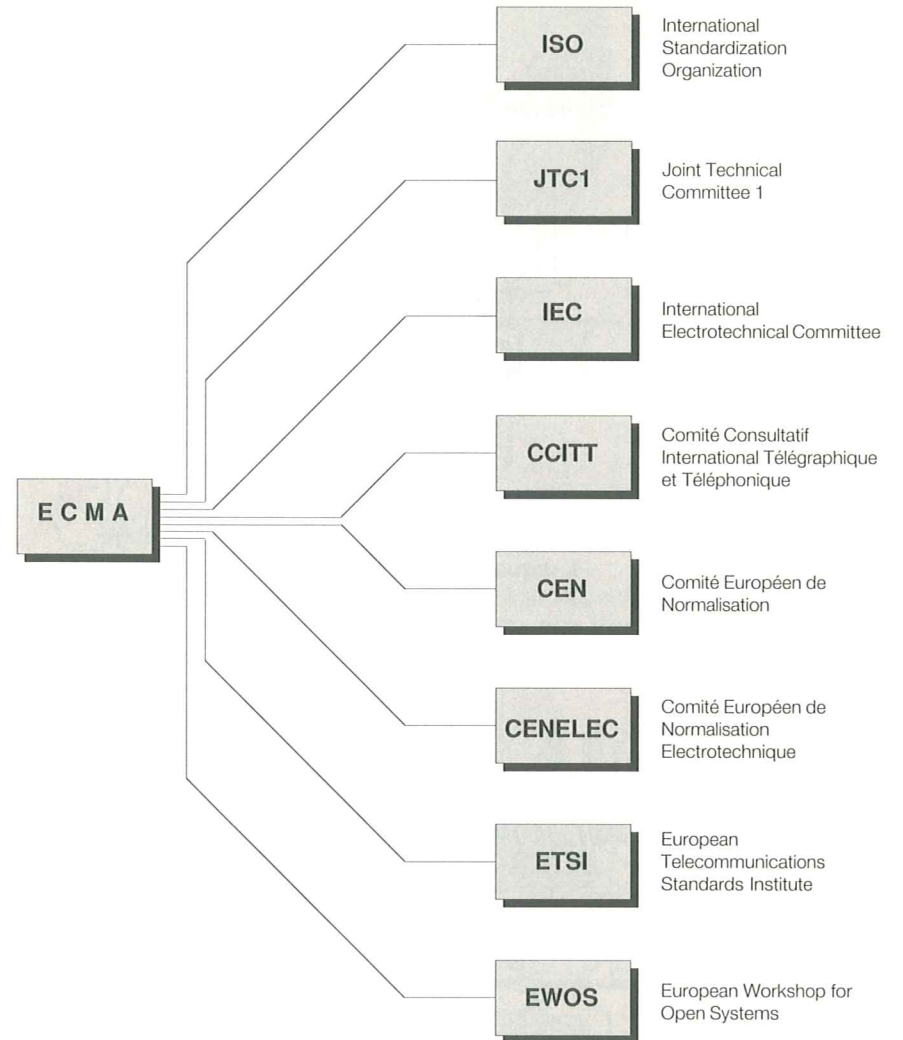 ISO
International
Standardization
Organization
JTC1
Joint Technical
Committee 1
IEC
International
Electrotechnical Committee
CCITT
Comité Consultatif
International Télégraphique
et Téléphonique
E C M A
CEN
Comité Européen de
Normalisation
CENELEC
Comité Européen de
Normalisation
Electrotechnique
ETSI
European
Telecommunications
Standards Institute
EWOS
European Workshop for
Open Systems